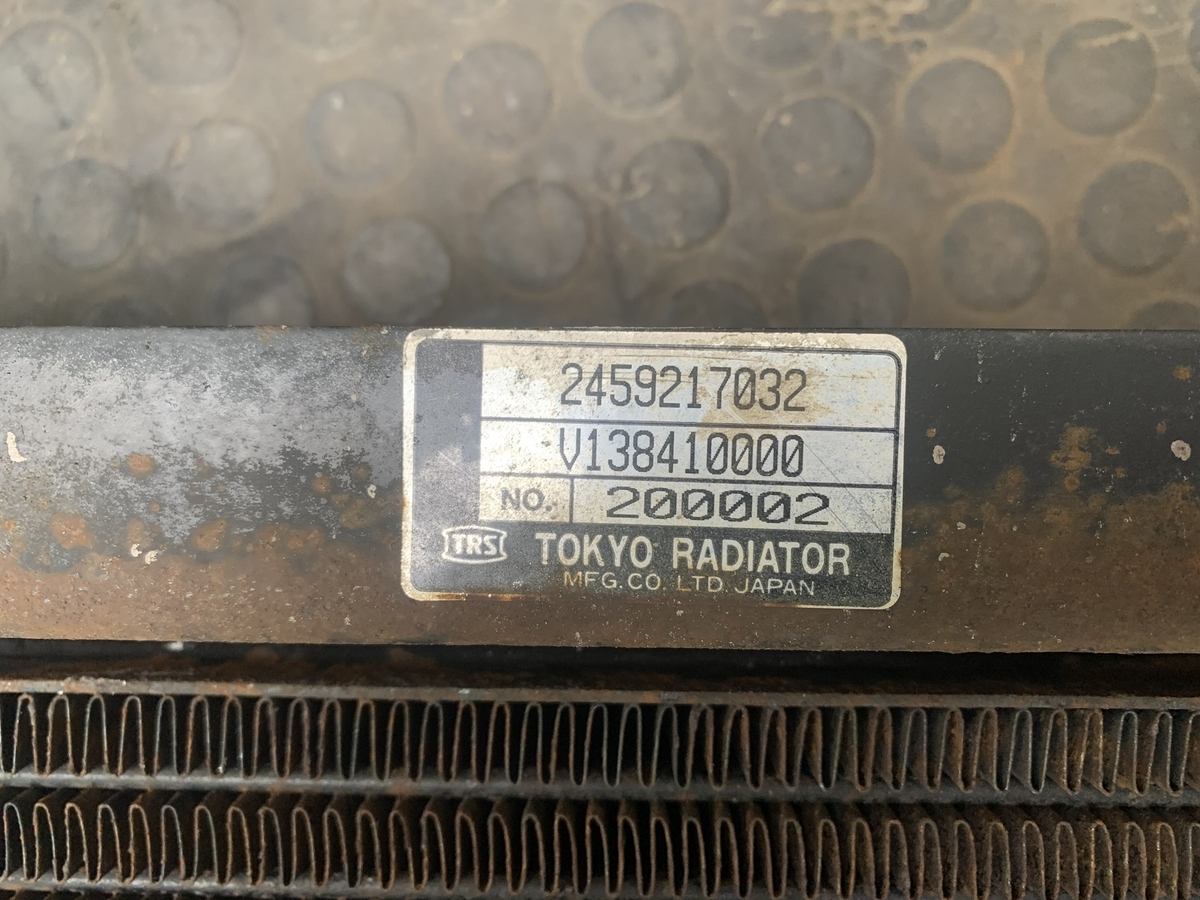 2459217032
V138410000
NO. 200002
TRS TOKYO RADIATOR
MFG.CO. LTD. JAPAN